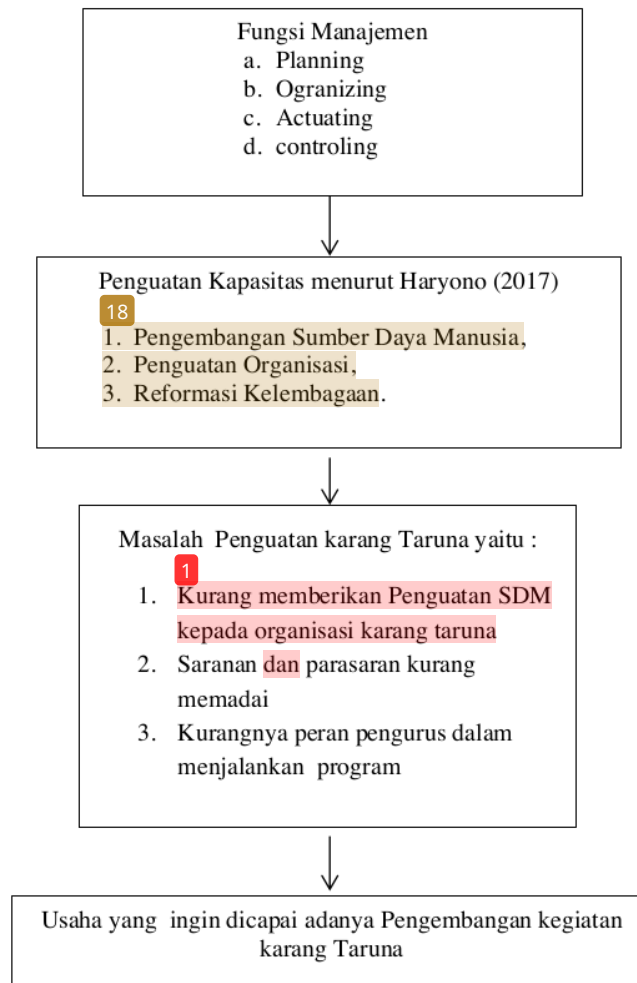 Fungsi Manajemen
a. Planning
b. Ogranizing
c. Actuating
d. controling
Penguatan Kapasitas menurut Haryono (2017)
18
1. Pengembangan Sumber Daya Manusia,
2. Penguatan Organisasi,
3. Reformasi Kelembagaan.
Masalah Penguatan karang Taruna yaitu :
1
1. Kurang memberikan Penguatan SDM
kepada organisasi karang taruna
2. Saranan dan parasaran kurang
memadai
3. Kurangnya peran pengurus dalam
menjalankan program
Usaha yang ingin dicapai adanya Pengembangan kegiatan
karang Taruna